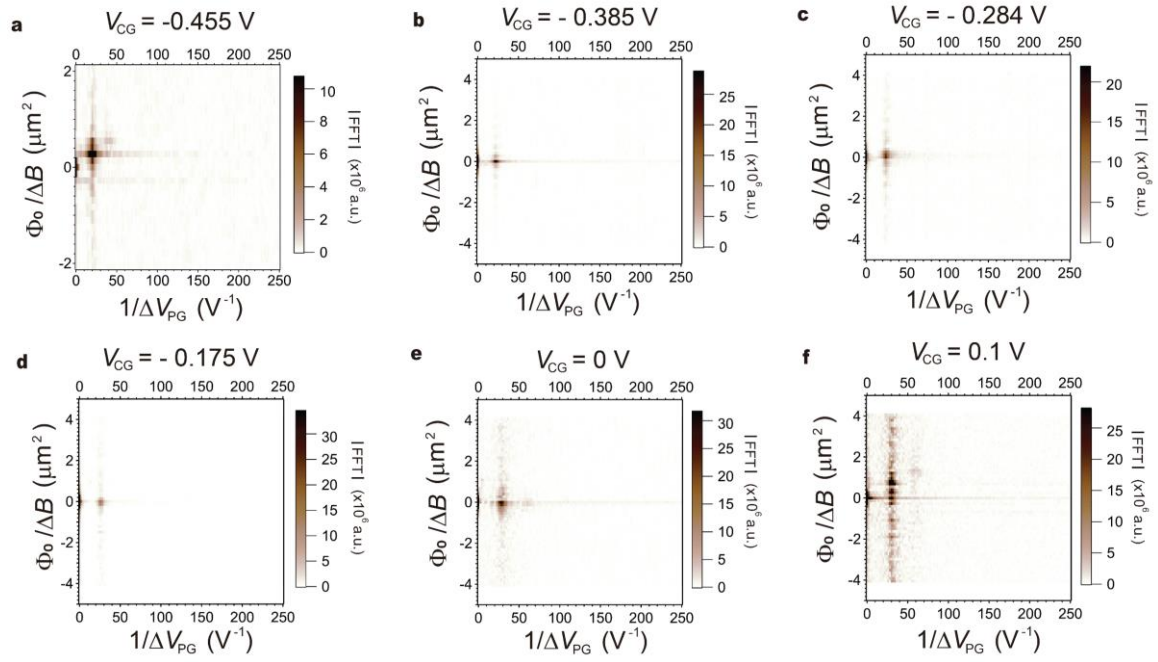 a
V_CG = -0.455 V
0 50 100 150 200 250
2
0
-2
Φ₀/ΔB (μm²)
0 50 100 150 200 250
1/ΔV_PG (V⁻¹)
10
8
6
4
2
0
|FFT| (x10⁶ a.u.)
b
V_CG = - 0.385 V
0 50 100 150 200 250
4
2
0
-2
-4
Φ₀/ΔB (μm²)
0 50 100 150 200 250
1/ΔV_PG (V⁻¹)
25
20
15
10
5
0
|FFT| (x10⁶ a.u.)
c
V_CG = - 0.284 V
0 50 100 150 200 250
4
2
0
-2
-4
Φ₀/ΔB (μm²)
0 50 100 150 200 250
1/ΔV_PG (V⁻¹)
20
15
10
5
0
|FFT| (x10⁶ a.u.)
d
V_CG = - 0.175 V
0 50 100 150 200 250
4
2
0
-2
-4
Φ₀/ΔB (μm²)
0 50 100 150 200 250
1/ΔV_PG (V⁻¹)
30
25
20
15
10
5
0
|FFT| (x10⁶ a.u.)
e
V_CG = 0 V
0 50 100 150 200 250
4
2
0
-2
-4
Φ₀/ΔB (μm²)
0 50 100 150 200 250
1/ΔV_PG (V⁻¹)
30
25
20
15
10
5
0
|FFT| (x10⁶ a.u.)
f
V_CG = 0.1 V
0 50 100 150 200 250
4
2
0
-2
-4
Φ₀/ΔB (μm²)
0 50 100 150 200 250
1/ΔV_PG (V⁻¹)
25
20
15
10
5
0
|FFT| (x10⁶ a.u.)